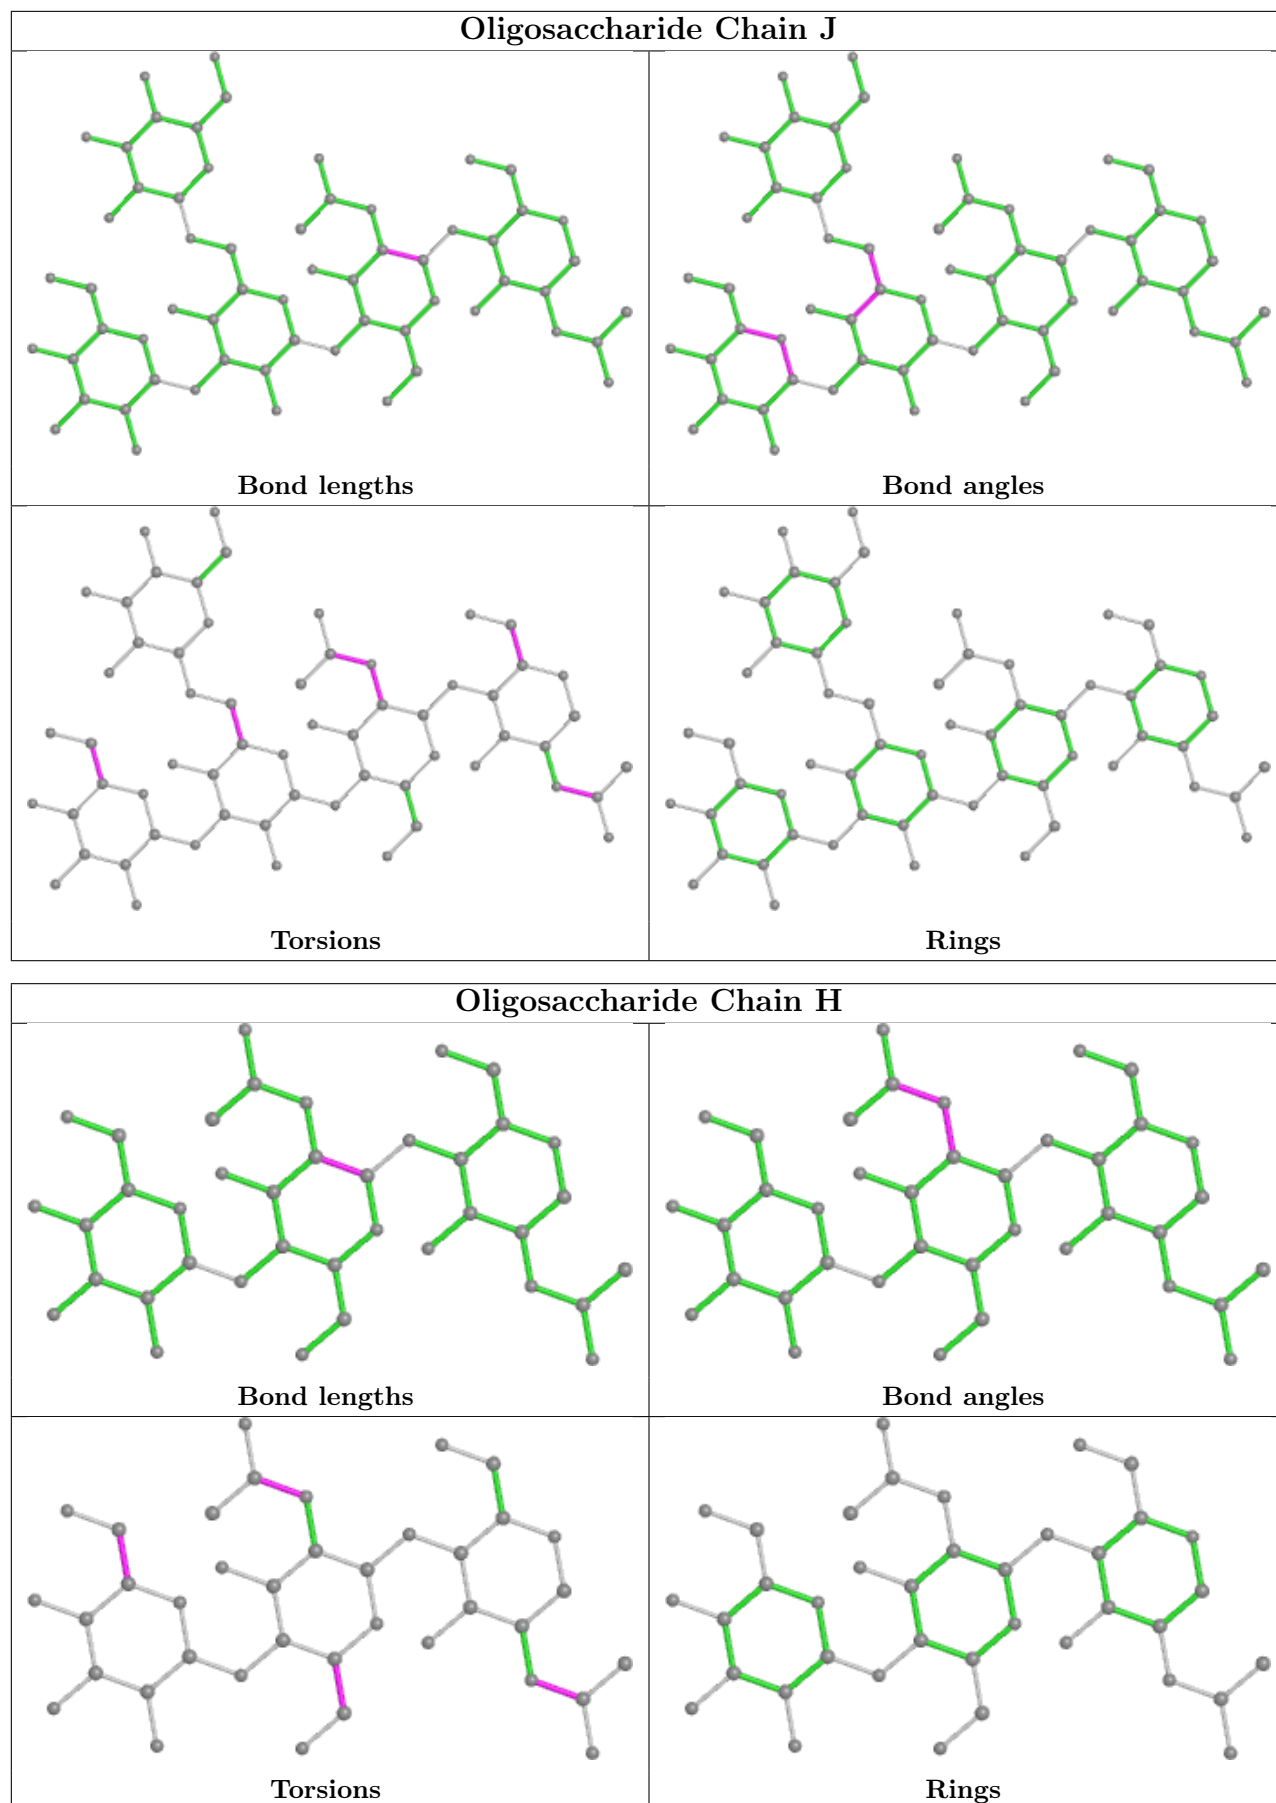 Oligosaccharide Chain J
Bond lengths
Bond angles
Torsions
Rings
Oligosaccharide Chain H
Bond lengths
Bond angles
Torsions
Rings